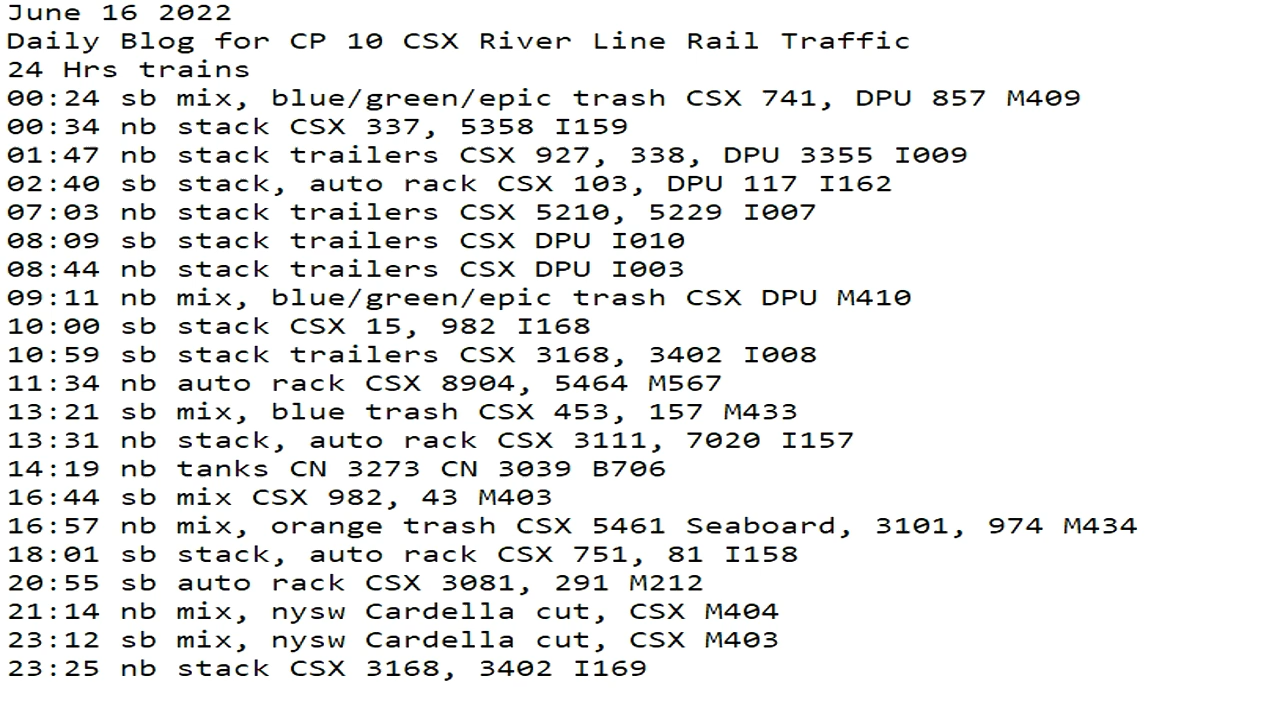 June 16 2022
Daily Blog for CP 10 CSX River Line Rail Traffic
24 Hrs trains
00:24 sb mix, blue/green/epic trash CSX 741, DPU 857 M409
00:34 nb stack CSX 337, 5358 I159
01:47 nb stack trailers CSX 927, 338, DPU 3355 I009
02:40 sb stack, auto rack CSX 103, DPU 117 I162
07:03 nb stack trailers CSX 5210, 5229 I007
08:09 sb stack trailers CSX DPU I010
08:44 nb stack trailers CSX DPU I003
09:11 nb mix, blue/green/epic trash CSX DPU M410
10:00 sb stack CSX 15, 982 I168
10:59 sb stack trailers CSX 3168, 3402 I008
11:34 nb auto rack CSX 8904, 5464 M567
13:21 sb mix, blue trash CSX 453, 157 M433
13:31 nb stack, auto rack CSX 3111, 7020 I157
14:19 nb tanks CN 3273 CN 3039 B706
16:44 sb mix CSX 982, 43 M403
16:57 nb mix, orange trash CSX 5461 Seaboard, 3101, 974 M434
18:01 sb stack, auto rack CSX 751, 81 I158
20:55 sb auto rack CSX 3081, 291 M212
21:14 nb mix, nysw Cardella cut, CSX M404
23:12 sb mix, nysw Cardella cut, CSX M403
23:25 nb stack CSX 3168, 3402 I169